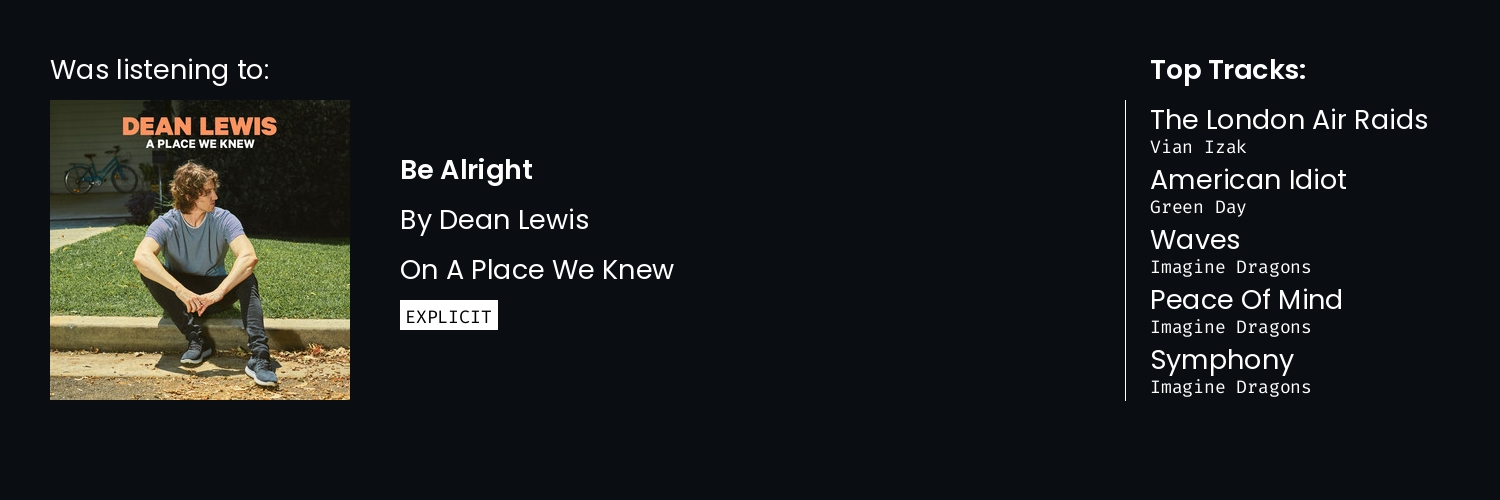 Was listening to:
DEAN LEWIS
A PLACE WE KNEW
Be Alright
By Dean Lewis
On A Place We Knew
EXPLICIT
Top Tracks:
The London Air Raids
Vian Izak
American Idiot
Green Day
Waves
Imagine Dragons
Peace Of Mind
Imagine Dragons
Symphony
Imagine Dragons